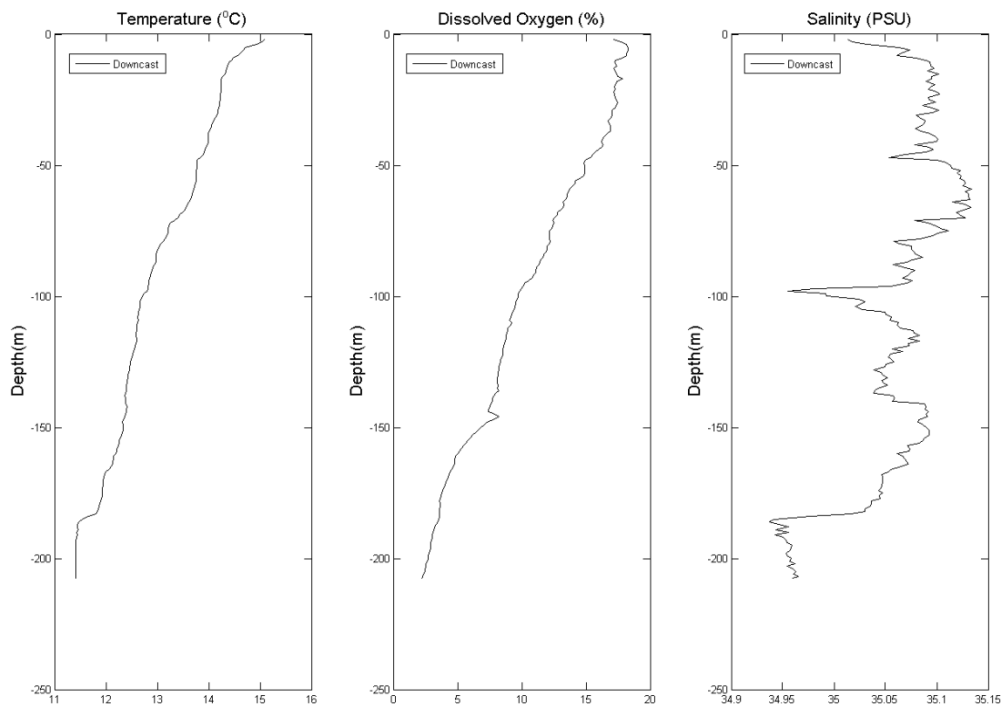 Temperature (⁰C)
Dissolved Oxygen (%)
Salinity (PSU)
0
0
0
Downcast
Downcast
Downcast
-50
-50
-50
-100
-100
-100
Depth(m)
Depth(m)
Depth(m)
-150
-150
-150
-200
-200
-200
-250
-250
-250
11 12 13 14 15 16
0 5 10 15 20
34.9 34.95 35 35.05 35.1 35.15